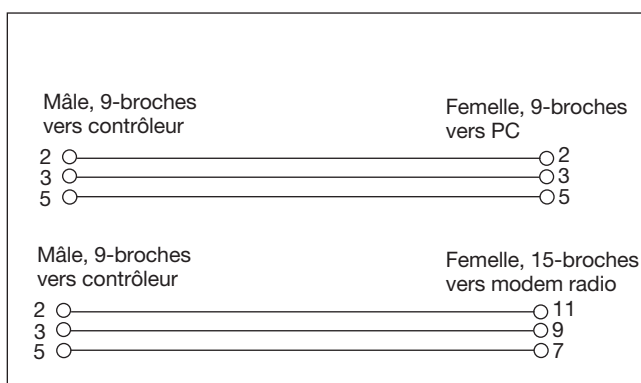 Mâle, 9-broches
vers contrôleur
Femelle, 9-broches
vers PC
2 2
3 3
5 5
Mâle, 9-broches
vers contrôleur
Femelle, 15-broches
vers modem radio
2 11
3 9
5 7